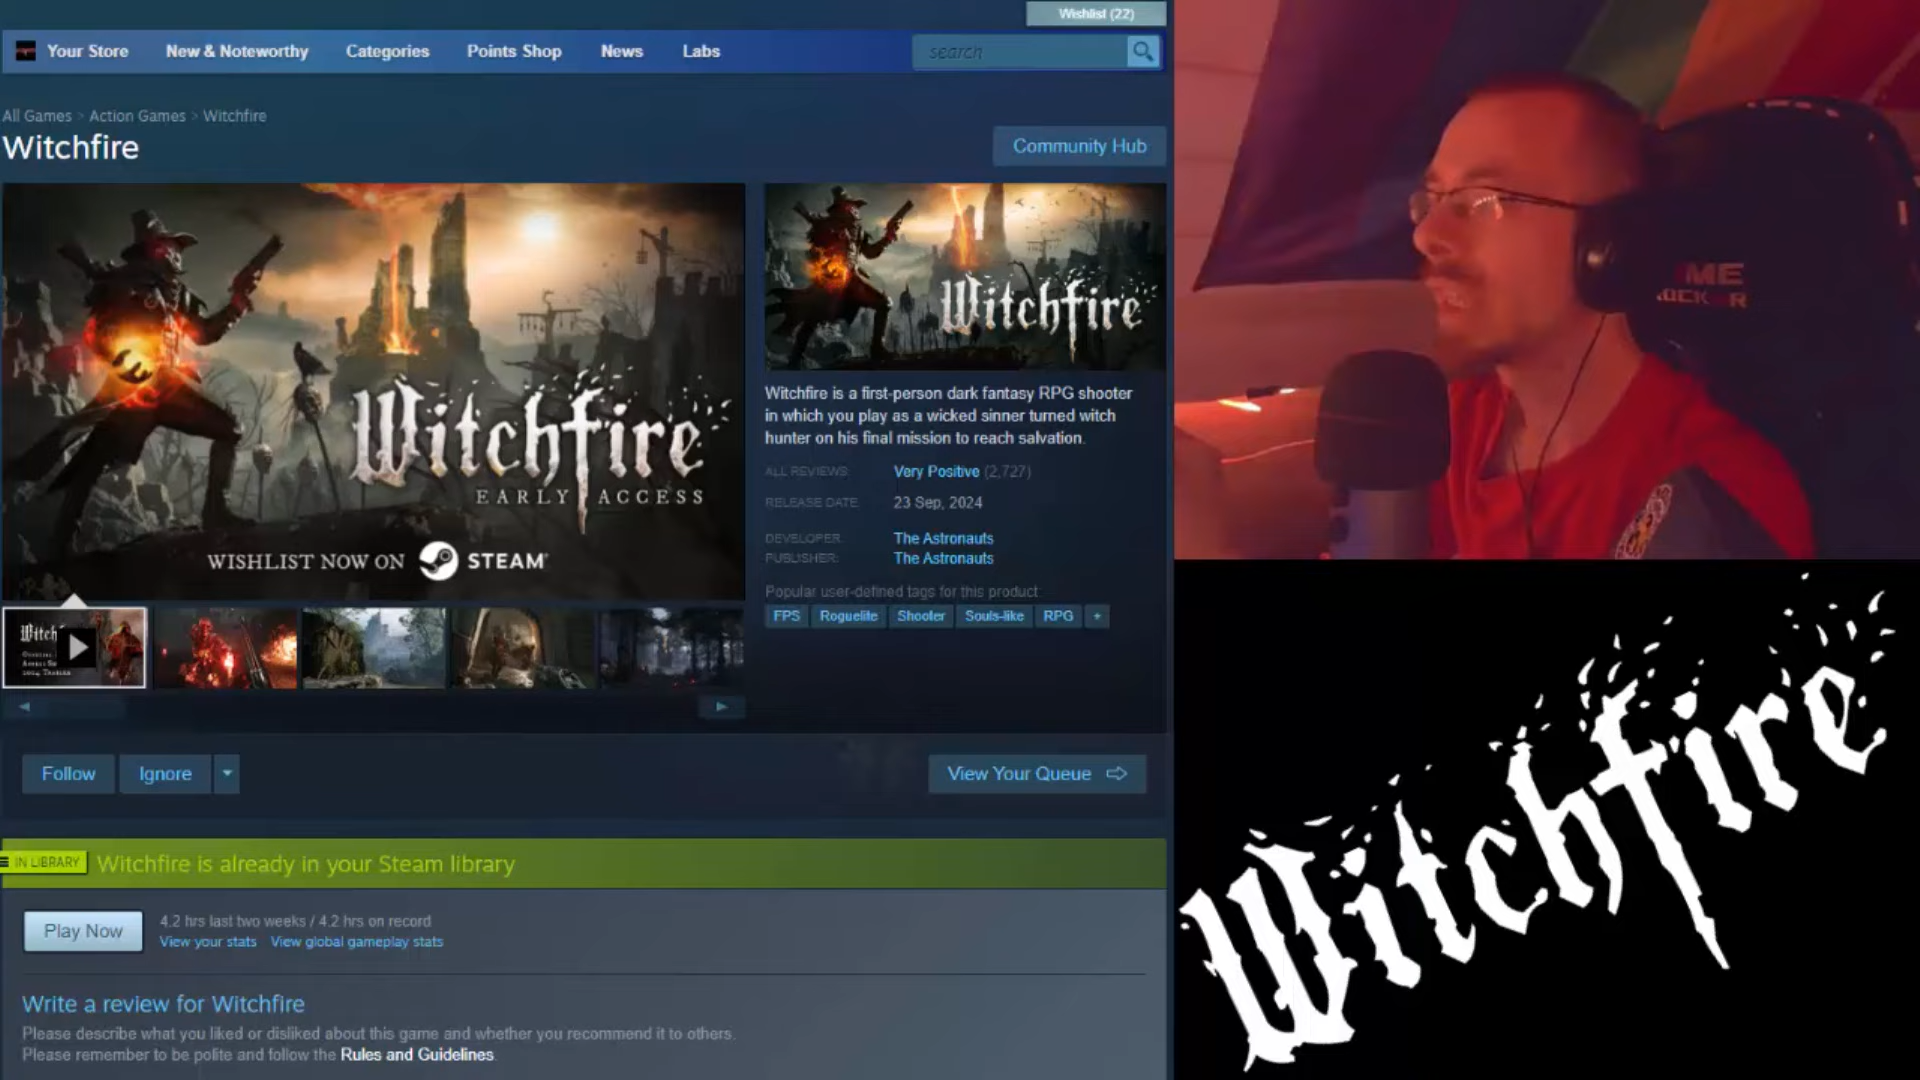 Wishlist (22)
Your Store New & Noteworthy Categories Points Shop News Labs search
All Games > Action Games > Witchfire
Witchfire
Community Hub
Witchfire
EARLY ACCESS
WISHLIST NOW ON STEAM
Witchfire
Witchfire is a first-person dark fantasy RPG shooter
in which you play as a wicked sinner turned witch
hunter on his final mission to reach salvation.
ALL REVIEWS: Very Positive (2,727)
RELEASE DATE: 23 Sep, 2024
DEVELOPER: The Astronauts
PUBLISHER: The Astronauts
Popular user-defined tags for this product:
FPS Roguelite Shooter Souls-like RPG +
Follow Ignore
View Your Queue
IN LIBRARY Witchfire is already in your Steam library
Play Now
4.2 hrs last two weeks / 4.2 hrs on record
View your stats View global gameplay stats
Write a review for Witchfire
Please describe what you liked or disliked about this game and whether you recommend it to others.
Please remember to be polite and follow the Rules and Guidelines.
Witchfire